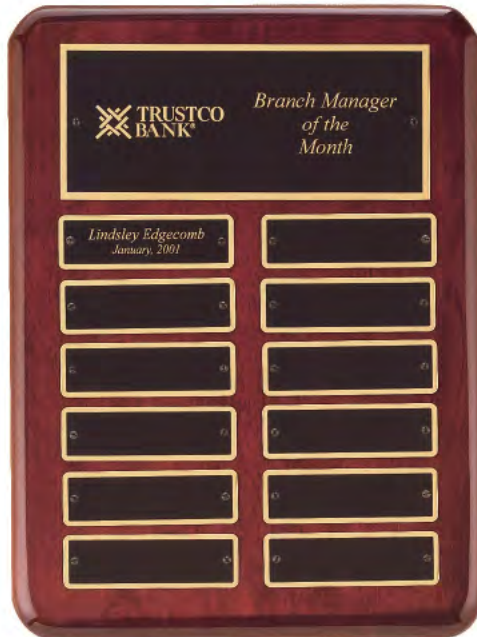 TRUSTCO
BANK®
Branch Manager
of the
Month
Lindsley Edgecomb
January, 2001